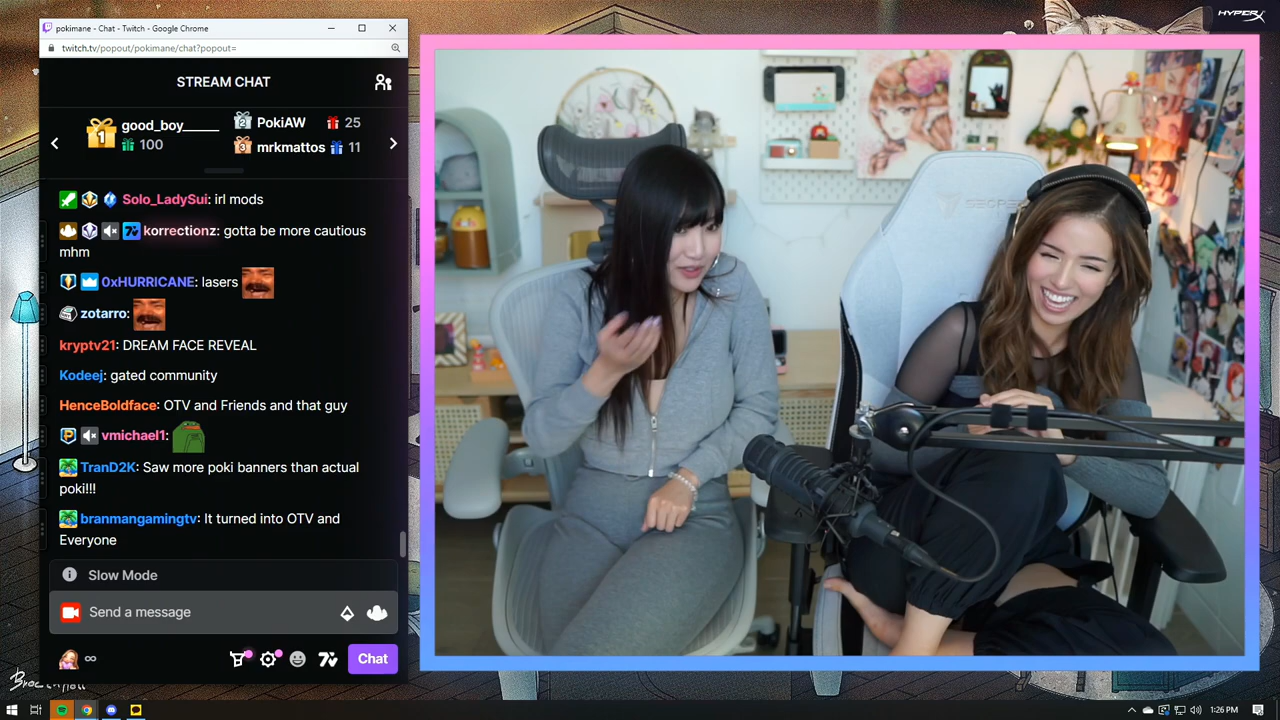 pokimane - Chat - Twitch - Google Chrome
twitch.tv/popout/pokimane/chat?popout=
HYPERX
STREAM CHAT
1
good_boy_____
100
2 PokiAW 25
3 mrkmattos 11
Solo_LadySui: irl mods
korrectionz: gotta be more cautious
mhm
0xHURRICANE: lasers
zotarro:
kryptv21: DREAM FACE REVEAL
Kodeej: gated community
HenceBoldface: OTV and Friends and that guy
vmichael1:
TranD2K: Saw more poki banners than actual
poki!!!
branmangamingtv: It turned into OTV and
Everyone
Slow Mode
Send a message
∞
Chat
1:26 PM